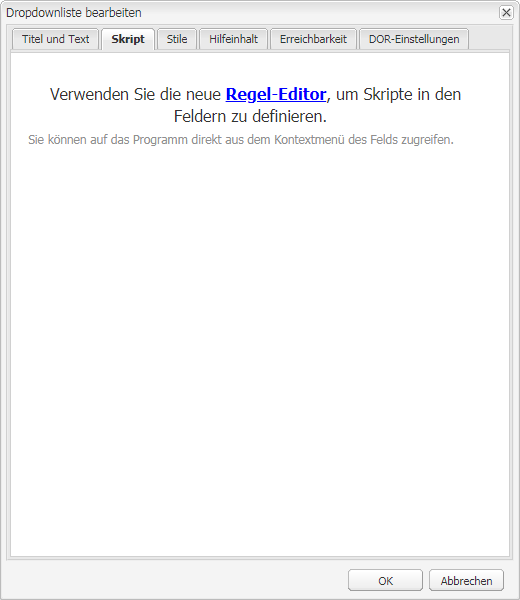 Dropdownliste bearbeiten
Titel und Text Skript Stile Hilfeinhalt Erreichbarkeit DOR-Einstellungen
Verwenden Sie die neue Regel-Editor, um Skripte in den
Feldern zu definieren.
Sie können auf das Programm direkt aus dem Kontextmenü des Felds zugreifen.
OK Abbrechen